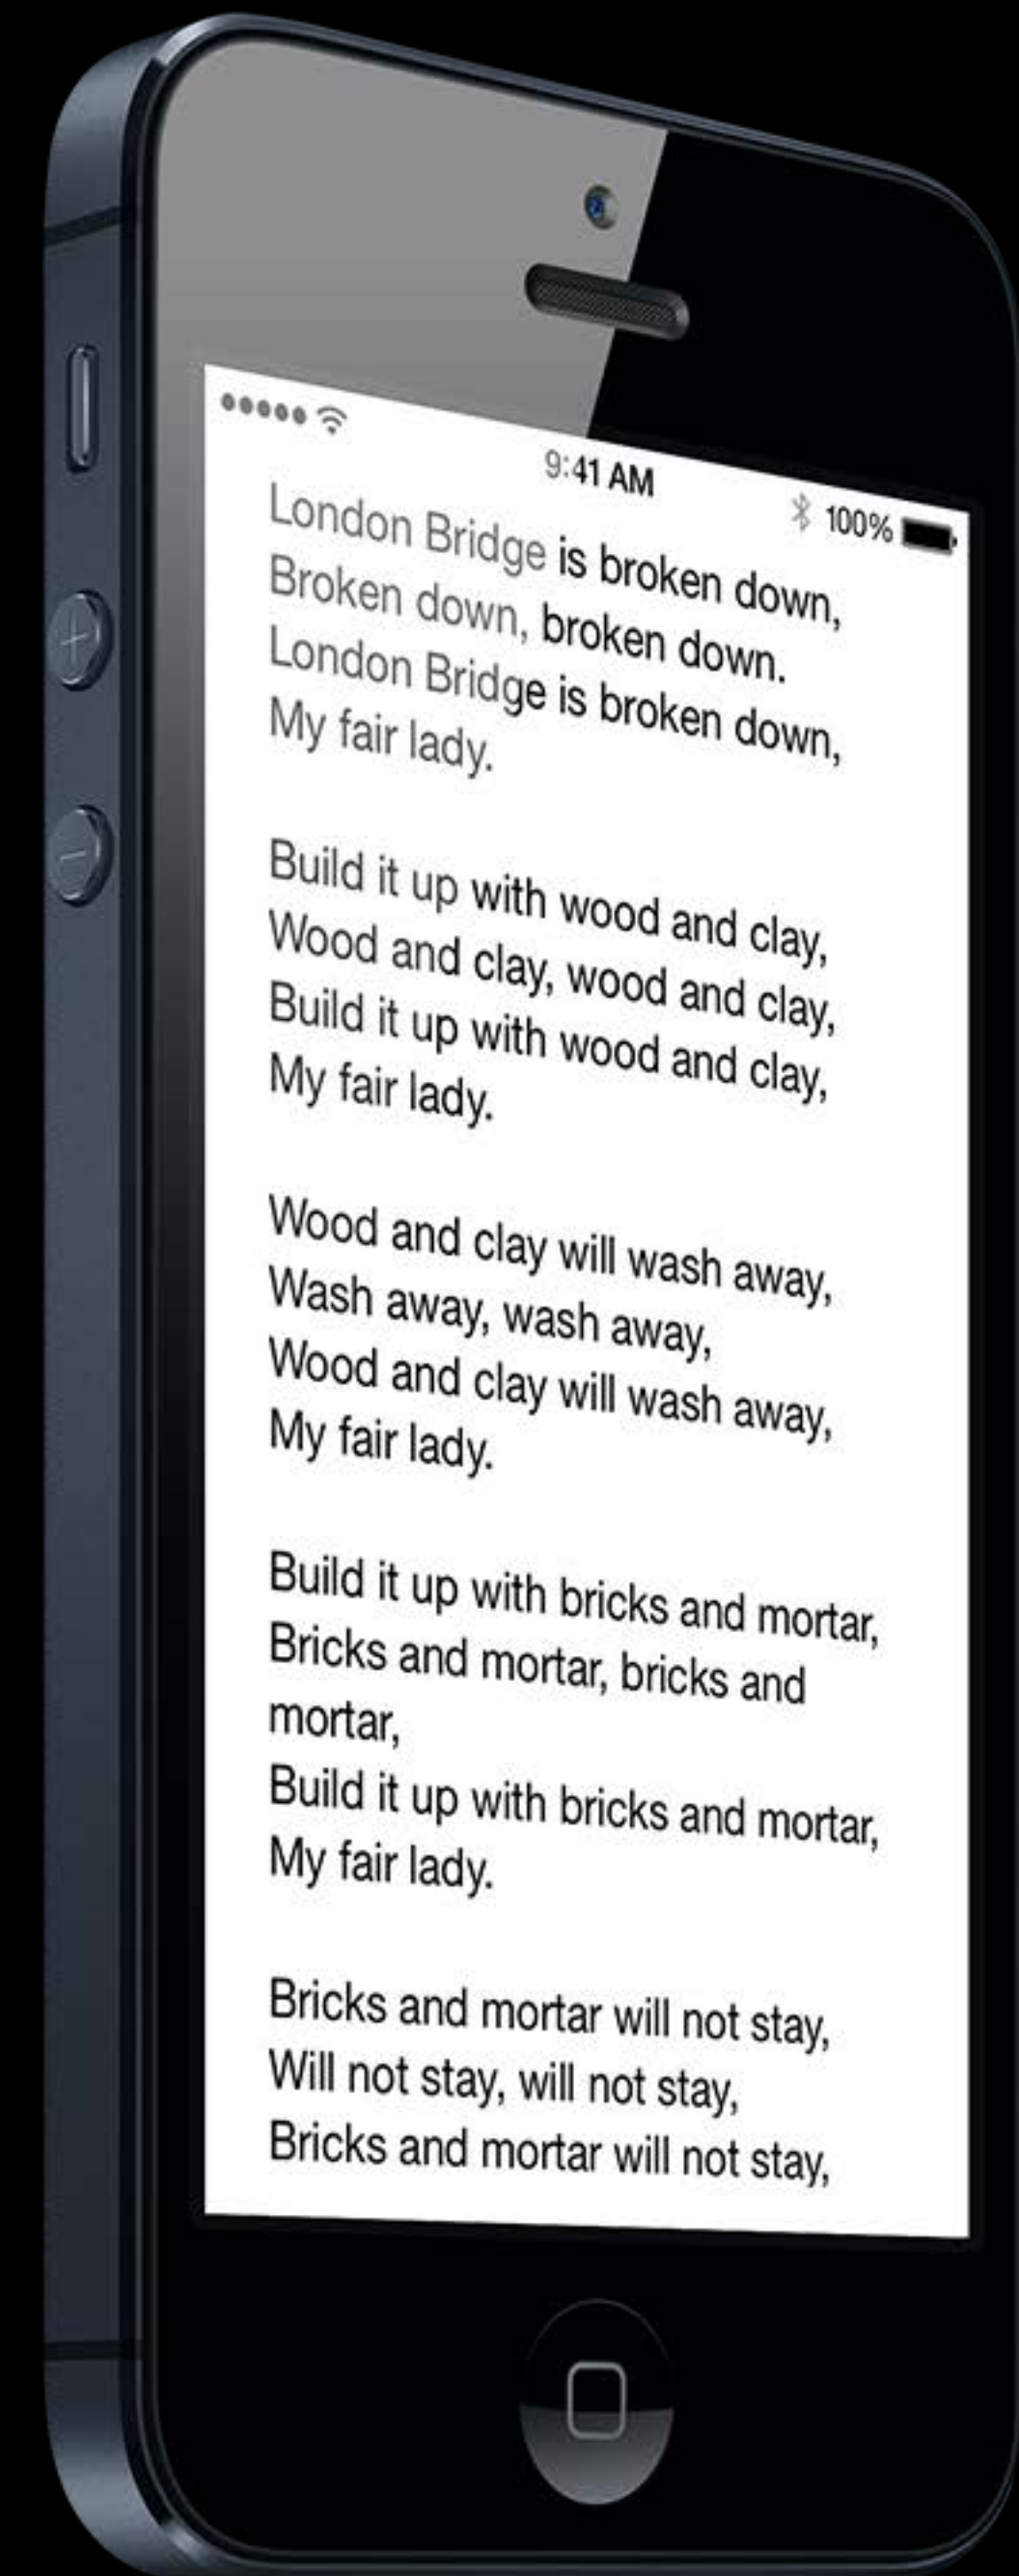 9:41 AM
100%
London Bridge is broken down,
Broken down, broken down.
London Bridge is broken down,
My fair lady.
Build it up with wood and clay,
Wood and clay, wood and clay,
Build it up with wood and clay,
My fair lady.
Wood and clay will wash away,
Wash away, wash away,
Wood and clay will wash away,
My fair lady.
Build it up with bricks and mortar,
Bricks and mortar, bricks and
mortar,
Build it up with bricks and mortar,
My fair lady.
Bricks and mortar will not stay,
Will not stay, will not stay,
Bricks and mortar will not stay,